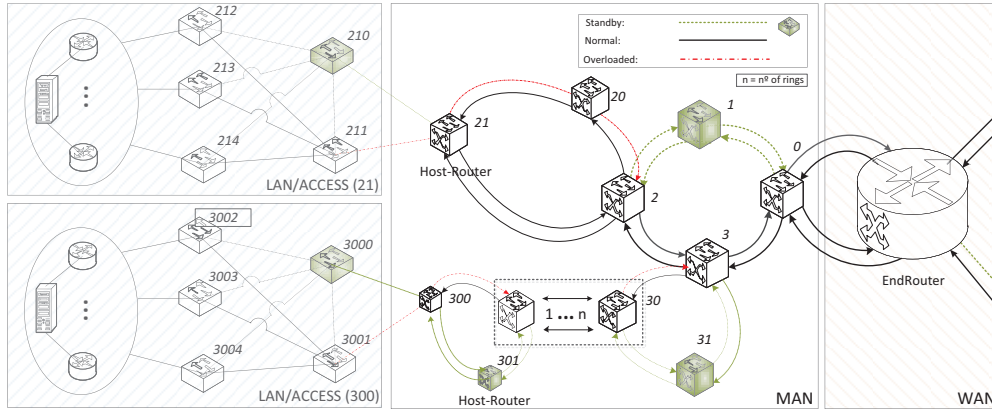 212
210
213
211
214
LAN/ACCESS (21)
3002
3000
3003
3001
3004
LAN/ACCESS (300)
Standby:
Normal:
Overloaded:
n = nº of rings
20
1
21
0
Host-Router
2
3
EndRouter
300
30
1 ... n
301
31
Host-Router
MAN
WAN